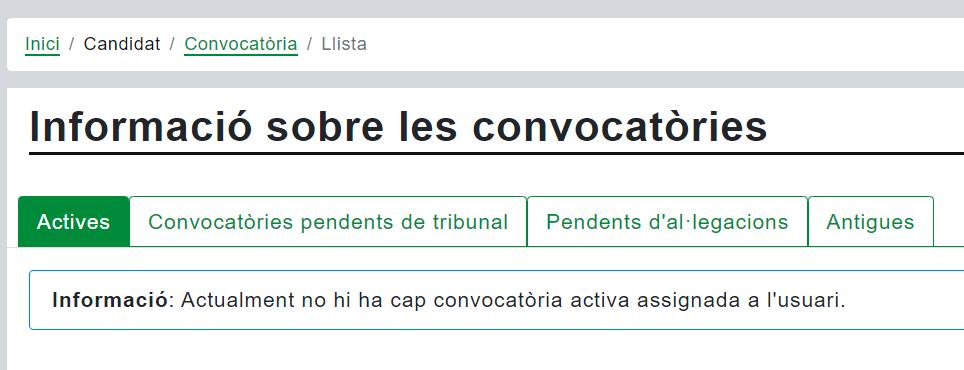 Inici / Candidat / Convocatòria / Llista
Informació sobre les convocatòries
Actives Convocatòries pendents de tribunal Pendents d'al·legacions Antigues
Informació: Actualment no hi ha cap convocatòria activa assignada a l'usuari.